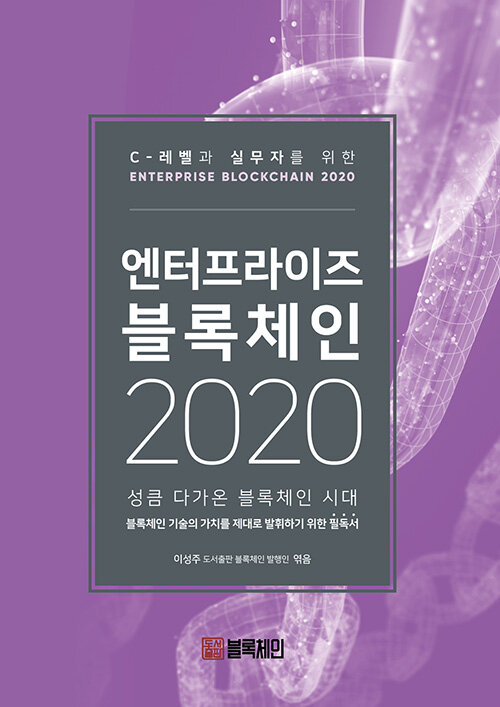 C-레벨과 실무자를 위한
ENTERPRISE BLOCKCHAIN 2020
엔터프라이즈
블록체인
2020
성큼 다가온 블록체인 시대
블록체인 기술의 가치를 제대로 발휘하기 위한 필독서
이성주 도서출판 블록체인 발행인 엮음
도서출판 블록체인